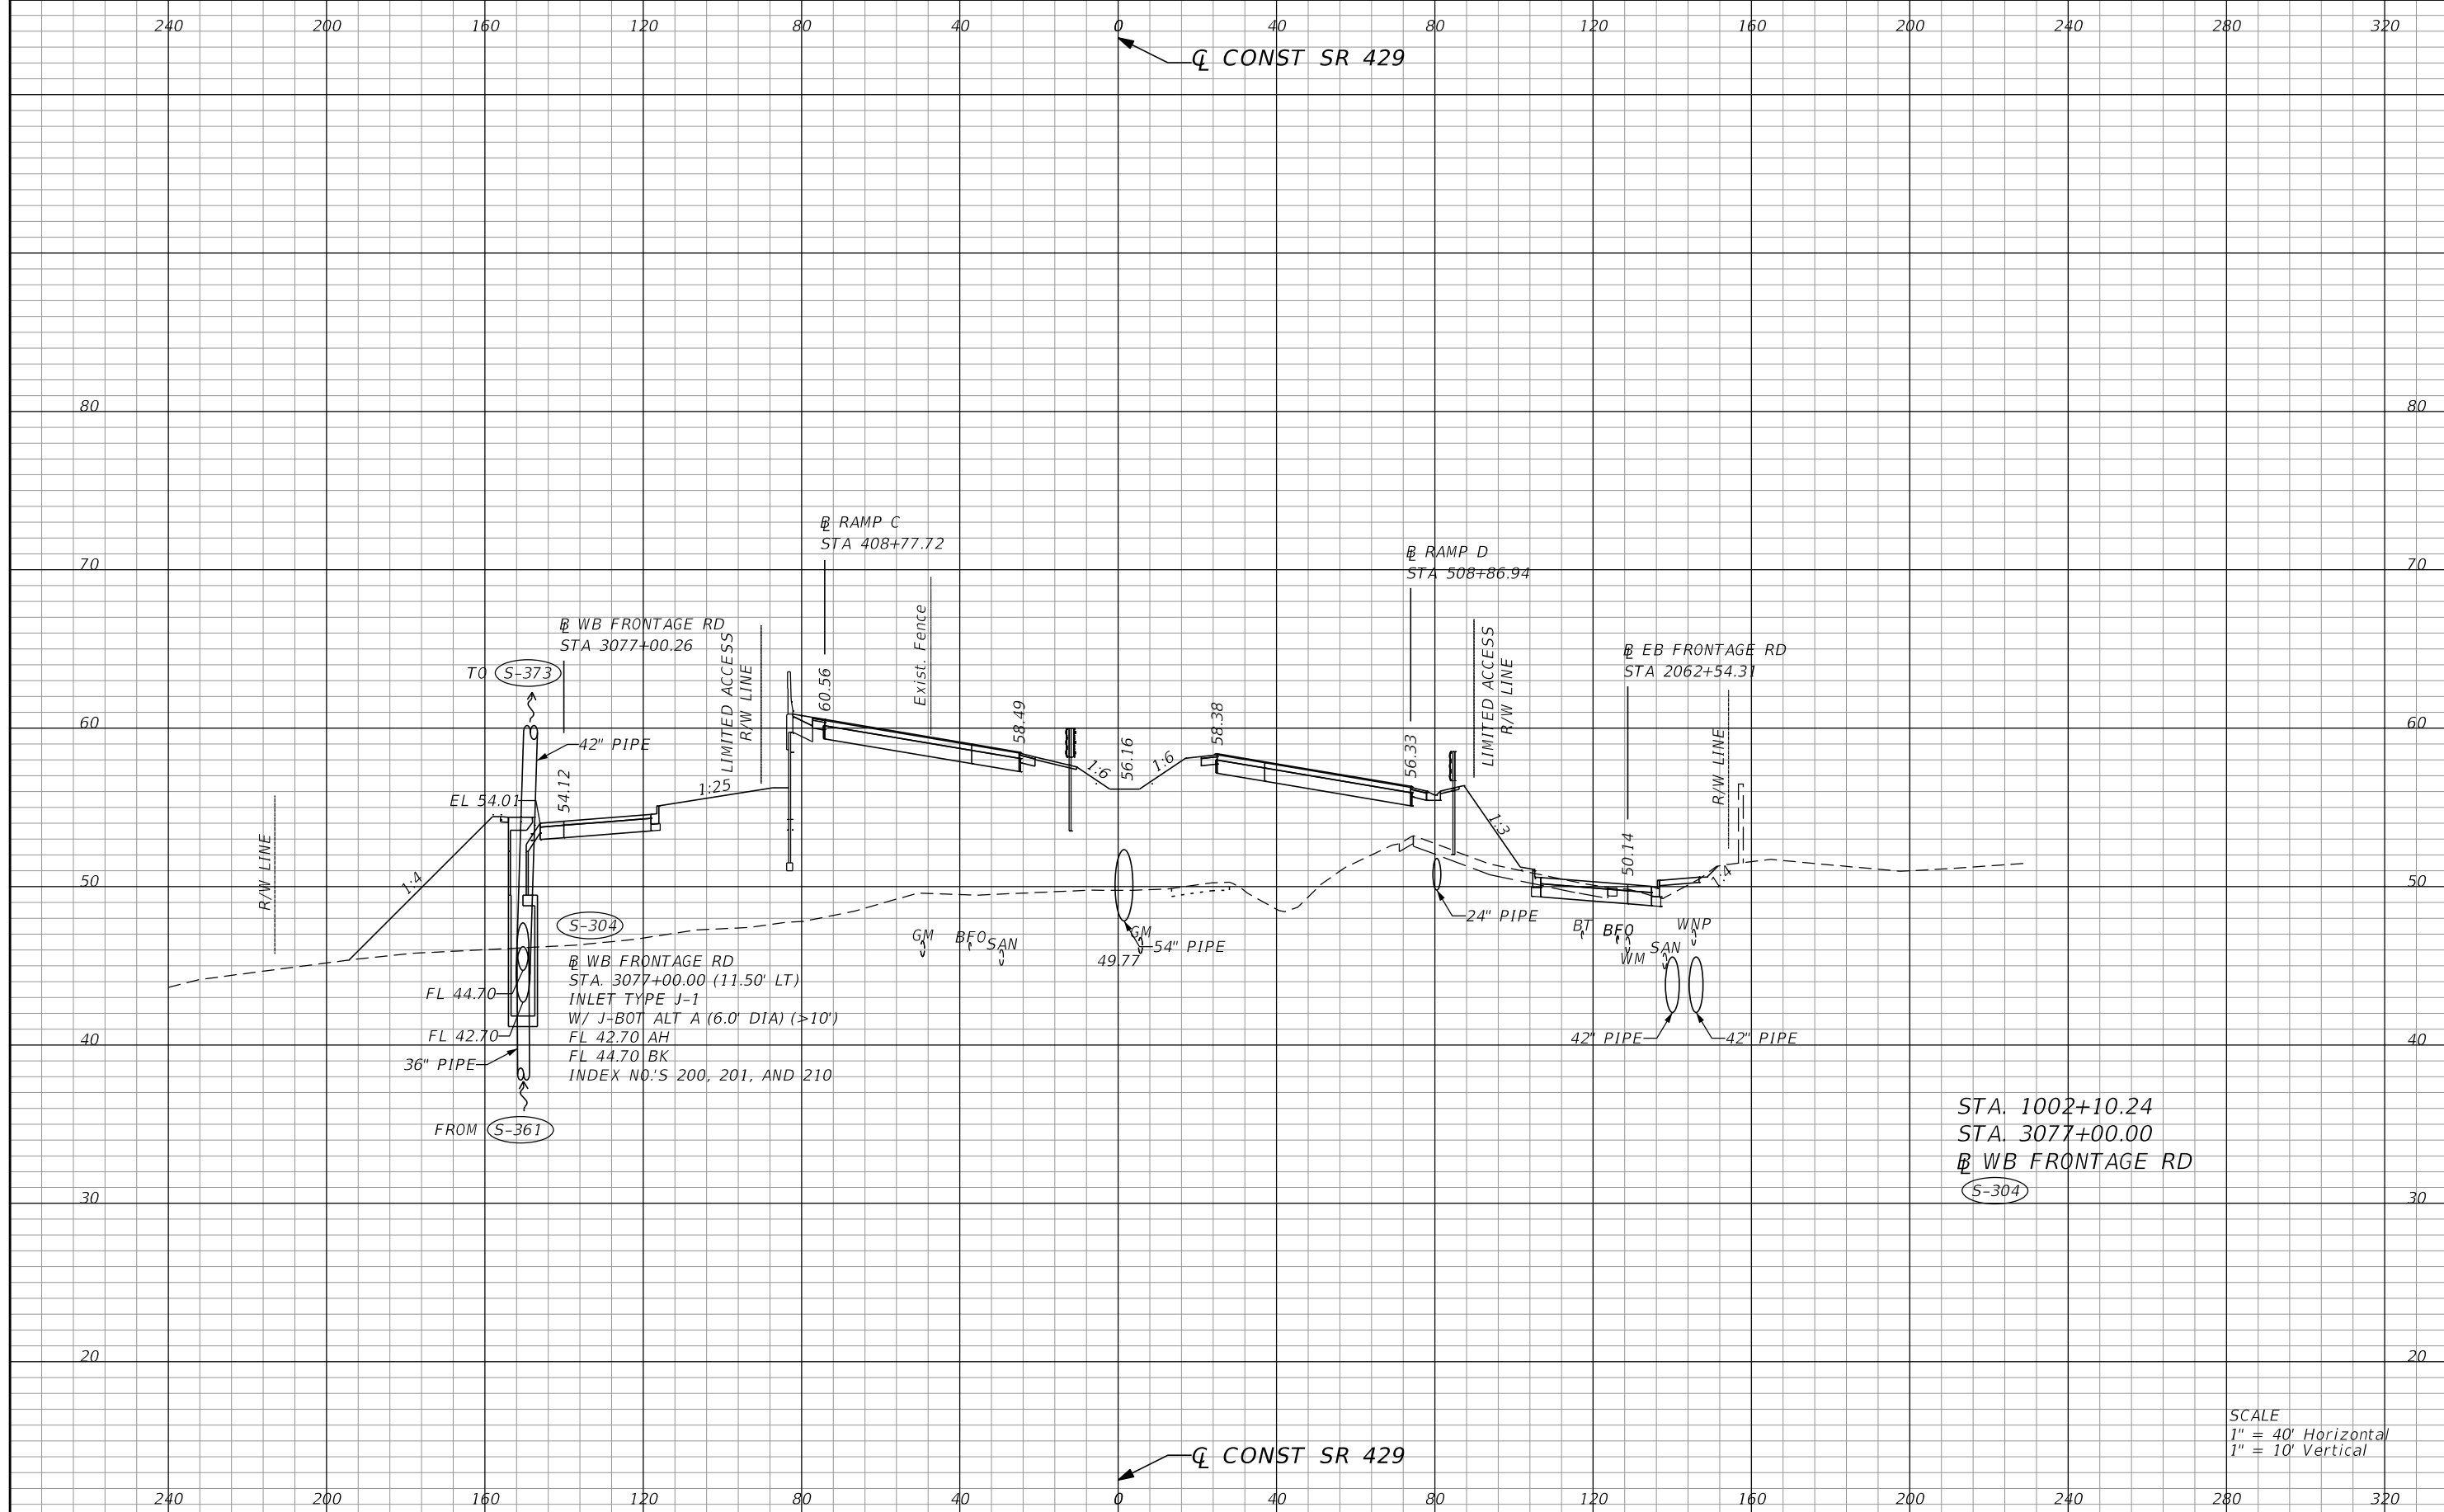 240 200 160 120 80 40 0 40 80 120 160 200 240 280 320
℄ CONST SR 429
80 80
70 70
60 60
50 50
40 40
30 30
20 20
℄ RAMP C
STA 408+77.72
℄ RAMP D
STA 508+86.94
℄ WB FRONTAGE RD
STA 3077+00.26
℄ EB FRONTAGE RD
STA 2062+54.31
TO S-373
42" PIPE
EL 54.01
54.12
1:25
LIMITED ACCESS
R/W LINE
60.56
Exist. Fence
58.49
1:6
56.16
1:6
58.38
56.33
LIMITED ACCESS
R/W LINE
1:3
50.14
R/W LINE
1:4
R/W LINE
1:4
S-304
B WB FRONTAGE RD
STA. 3077+00.00 (11.50' LT)
INLET TYPE J-1
W/ J-BOT ALT A (6.0' DIA) (>10')
FL 42.70 AH
FL 44.70 BK
INDEX NO.'S 200, 201, AND 210
FL 44.70
FL 42.70
36" PIPE
FROM S-361
GM
BFO
SAN
GM
54" PIPE
49.77
24" PIPE
BT
BFO
WM
SAN
WNP
42" PIPE
42" PIPE
STA. 1002+10.24
STA. 3077+00.00
B WB FRONTAGE RD
S-304
SCALE
1" = 40' Horizontal
1" = 10' Vertical
℄ CONST SR 429
240 200 160 120 80 40 0 40 80 120 160 200 240 280 320